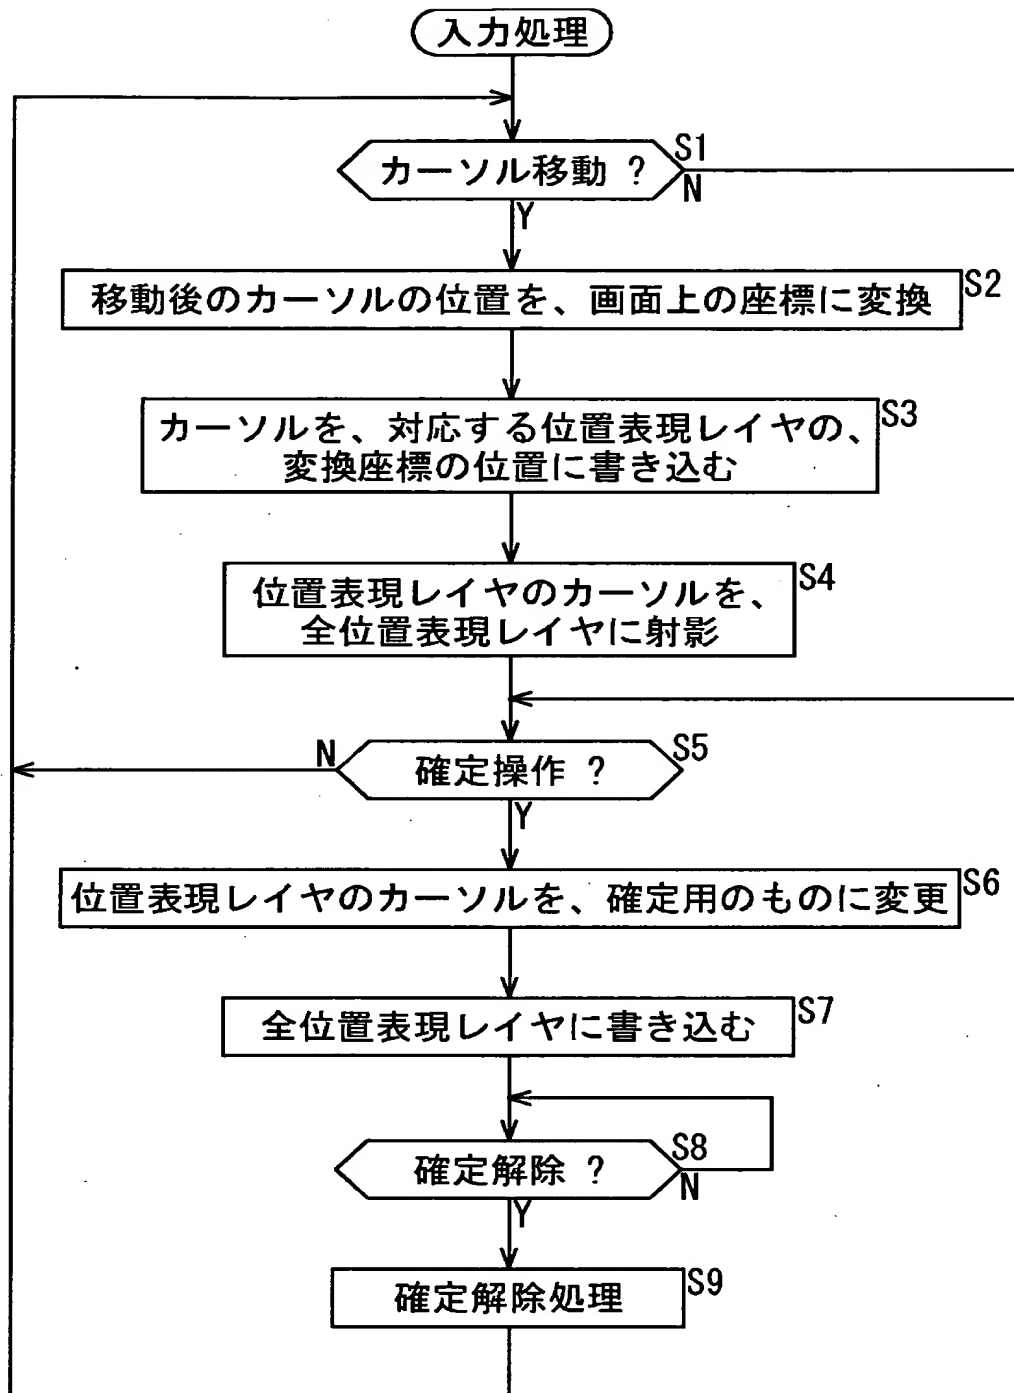 入力処理
カーソル移動 ?
S1
N
Y
移動後のカーソルの位置を、画面上の座標に変換
S2
カーソルを、対応する位置表現レイヤの、
変換座標の位置に書き込む
S3
位置表現レイヤのカーソルを、
全位置表現レイヤに射影
S4
N
確定操作 ?
S5
Y
位置表現レイヤのカーソルを、確定用のものに変更
S6
全位置表現レイヤに書き込む
S7
確定解除 ?
S8
N
Y
確定解除処理
S9